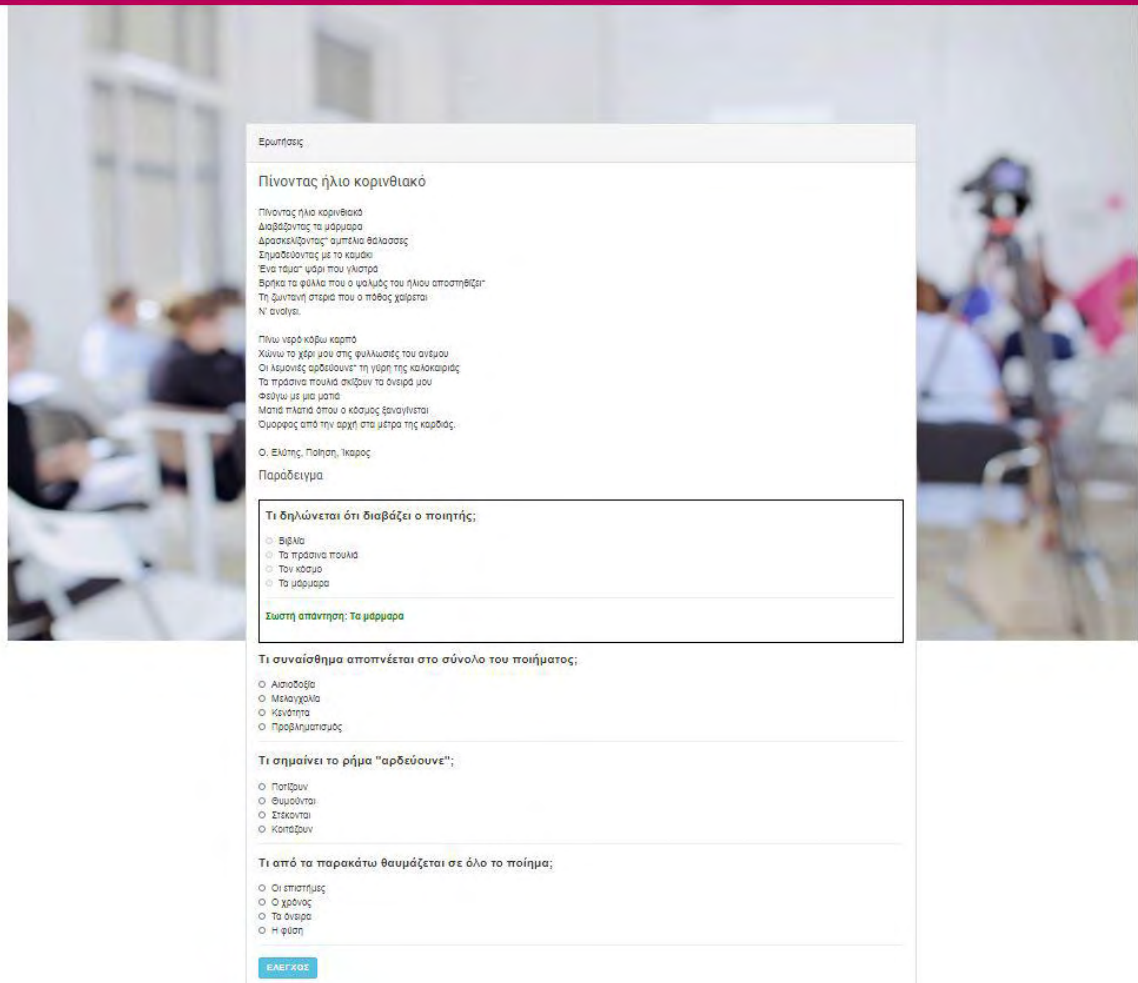 Ερωτήσεις
Πίνοντας ήλιο κορινθιακό
Πίνοντας ήλιο κορινθιακό
Διαβάζοντας τα μάρμαρα
Δρασκελίζοντας* αμπέλια θάλασσες
Σημαδεύοντας με το καμάκι
Ένα τάμα* ψάρι που γλιστρά
Βρήκα τα φύλλα που ο ψαλμός του ήλιου αποστηθίζει*
Τη ζωντανή στεριά που ο πόθος χαίρεται
Ν' ανοίγει.
Πίνω νερό κόβω καρπό
Χώνω το χέρι μου στις φυλλωσιές του ανέμου
Οι λεμονιές αρδεύουνε* τη γύρη της καλοκαιριάς
Τα πράσινα πουλιά σκίζουν τα όνειρά μου
Φεύγω με μια ματιά
Ματιά πλατιά όπου ο κόσμος ξαναγίνεται
Όμορφος από την αρχή στα μέτρα της καρδιάς.
Ο. Ελύτης, Ποίηση, Ίκαρος
Παράδειγμα
Τι δηλώνεται ότι διαβάζει ο ποιητής;
Βιβλία
Τα πράσινα πουλιά
Τον κόσμο
Τα μάρμαρα
Σωστή απάντηση: Τα μάρμαρα
Τι συναίσθημα αποπνέεται στο σύνολο του ποιήματος;
Αισιοδοξία
Μελαγχολία
Κενότητα
Προβληματισμός
Τι σημαίνει το ρήμα "αρδεύουνε";
Ποτίζουν
Θυμούνται
Στέκονται
Κοιτάζουν
Τι από τα παρακάτω θαυμάζεται σε όλο το ποίημα;
Οι επιστήμες
Ο χρόνος
Τα όνειρα
Η φύση
ΕΛΕΓΧΟΣ